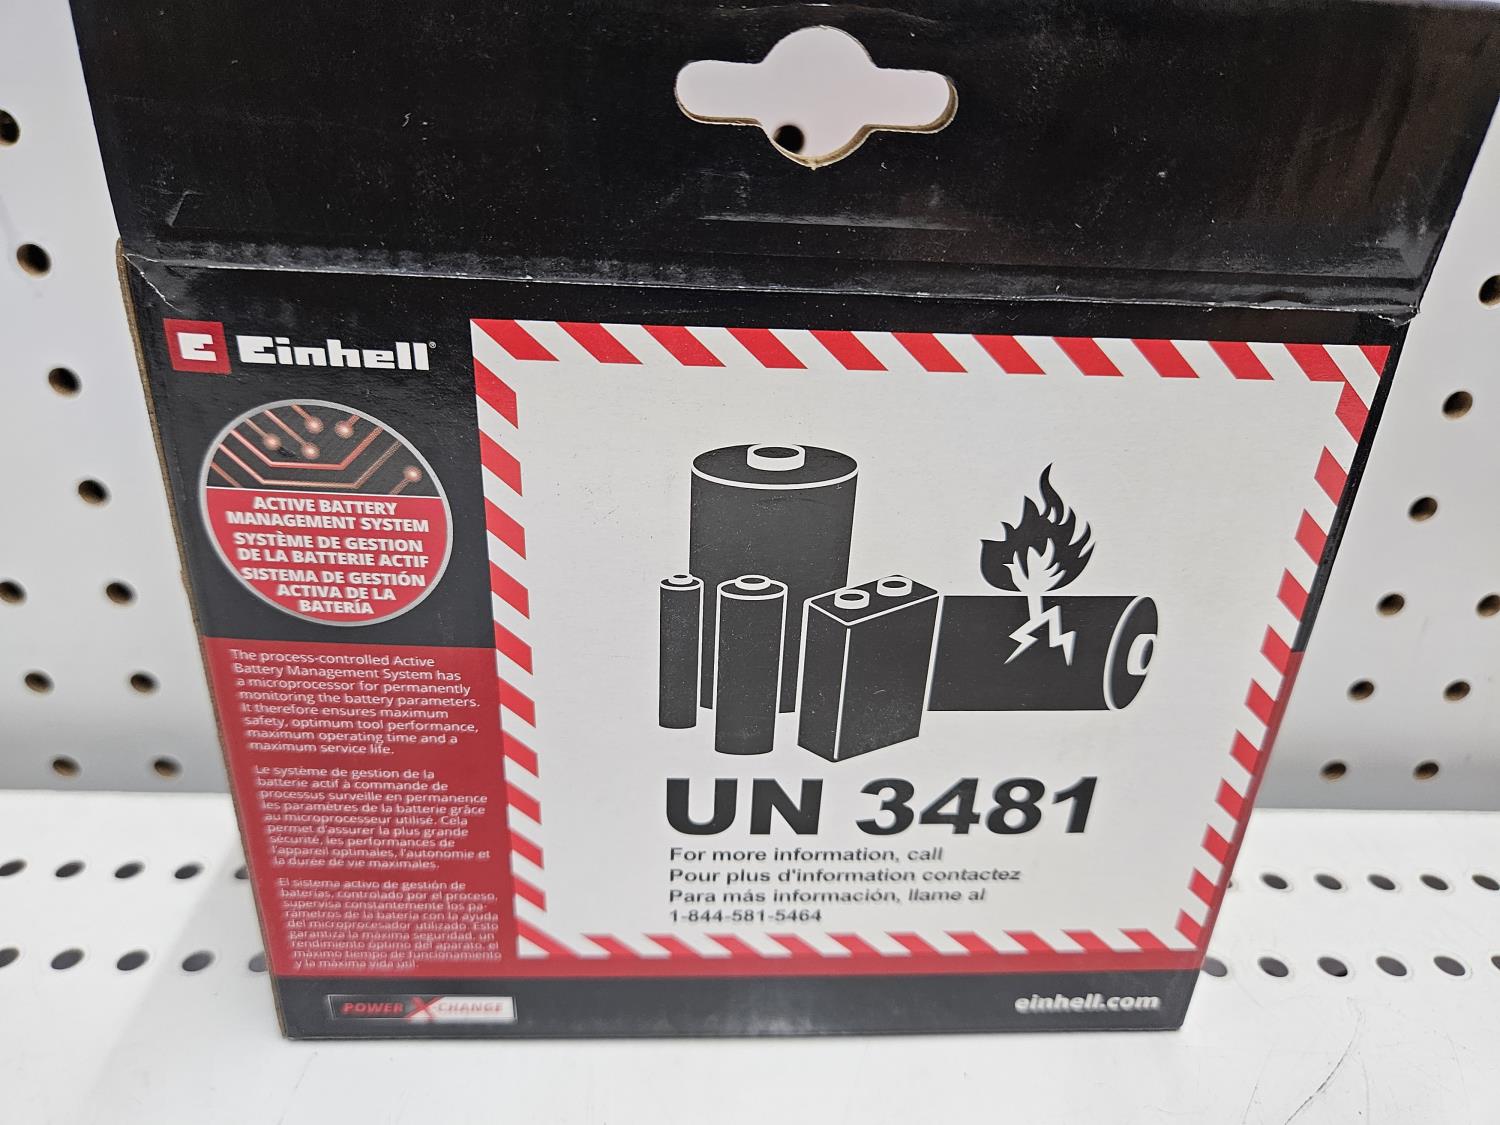 Einhell®
ACTIVE BATTERY
MANAGEMENT SYSTEM
SYSTÈME DE GESTION
DE LA BATTERIE ACTIF
SISTEMA DE GESTIÓN
ACTIVA DE LA
BATERÍA
The process-controlled Active
Battery Management System has
a microprocessor for permanently
monitoring the battery parameters.
It therefore ensures maximum
safety, optimum tool performance,
maximum operating time and a
maximum service life.
Le système de gestion de la
batterie actif à commande de
processus surveille en permanence
les paramètres de la batterie grâce
au microprocesseur utilisé. Cela
permet d'assurer la plus grande
sécurité, les performances de
l'appareil optimales, l'autonomie et
la durée de vie maximales.
El sistema activo de gestión de
baterías, controlado por el proceso,
supervisa constantemente los pa-
rámetros de la batería con la ayuda
del microprocesador utilizado. Esto
garantiza la máxima seguridad, un
rendimiento óptimo del aparato, el
máximo tiempo de funcionamiento
y la máxima vida útil.
POWER X-CHANGE
UN 3481
For more information, call
Pour plus d'information contactez
Para más información, llame al
1-844-581-5464
einhell.com